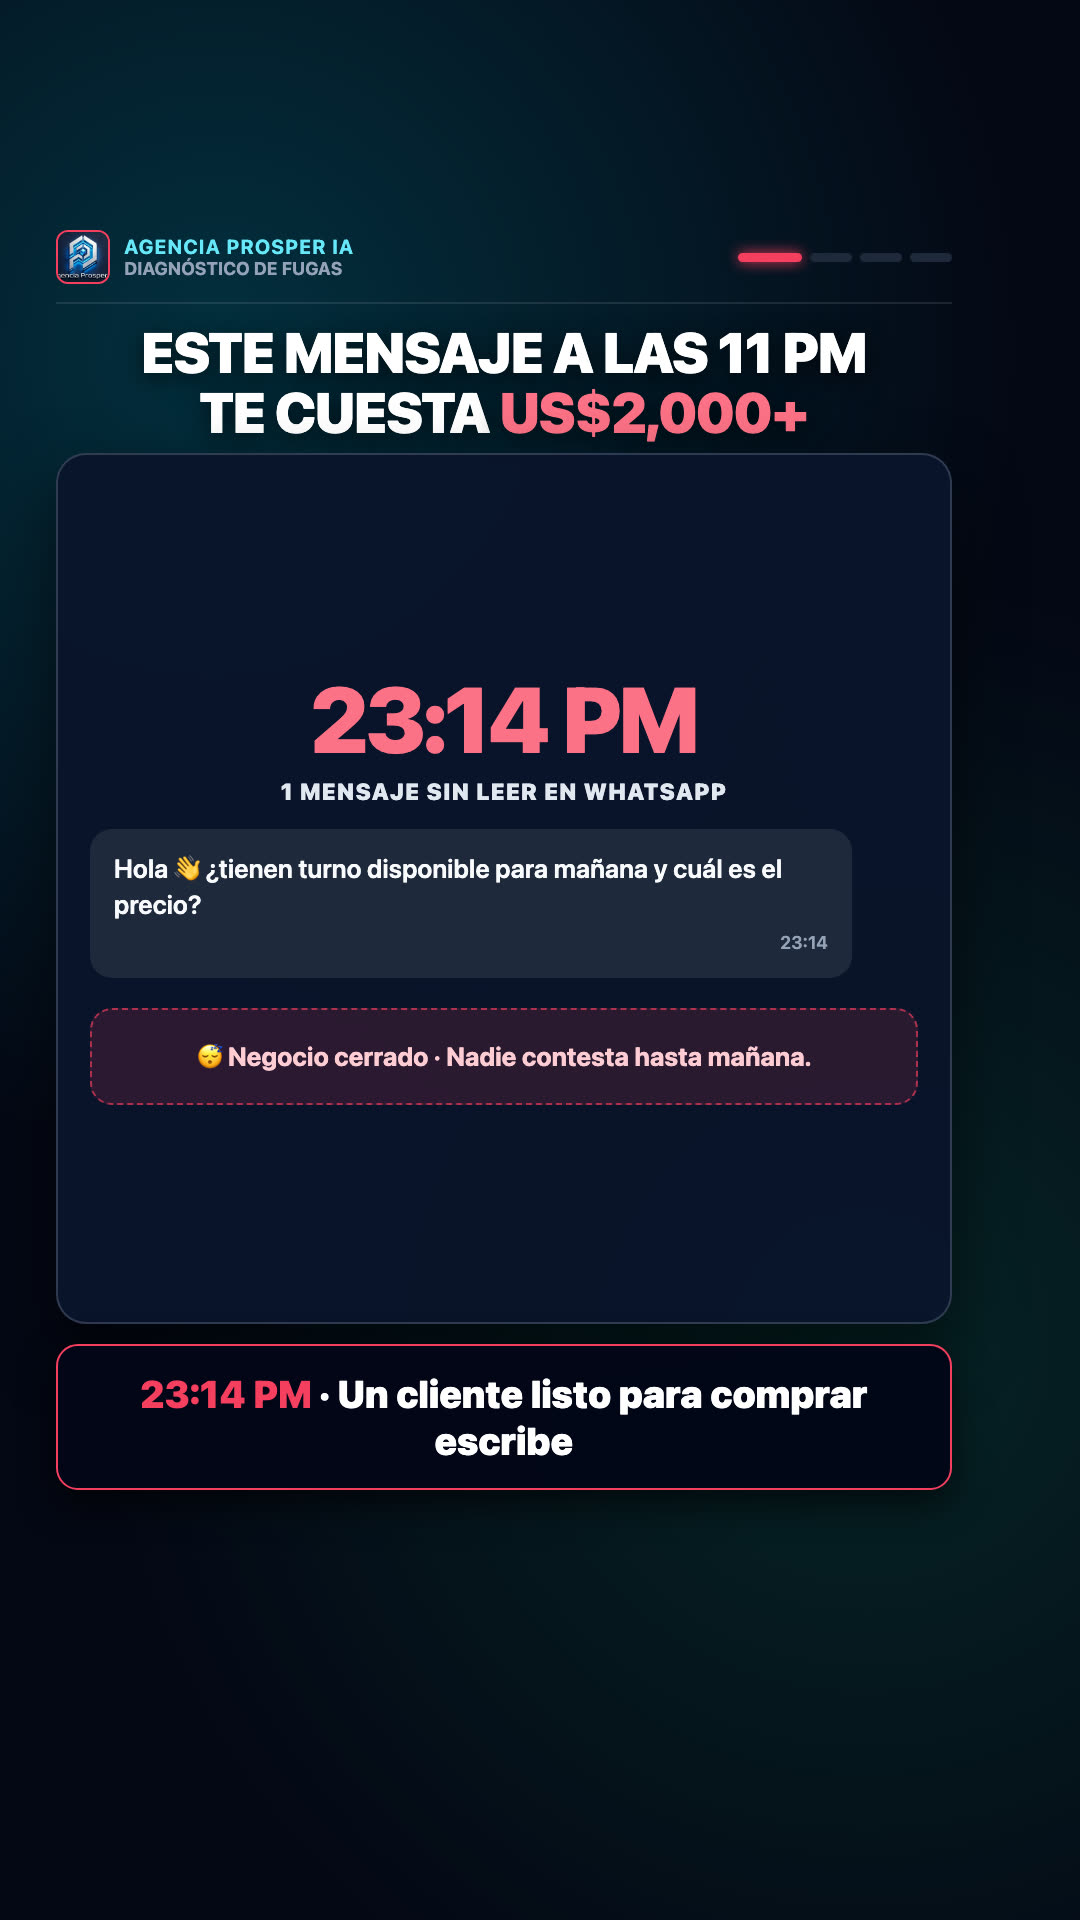 AGENCIA PROSPER IA
DIAGNÓSTICO DE FUGAS
ESTE MENSAJE A LAS 11 PM
TE CUESTA US$2,000+
23:14 PM
1 MENSAJE SIN LEER EN WHATSAPP
Hola 👋 ¿tienen turno disponible para mañana y cuál es el
precio?
23:14
😴 Negocio cerrado · Nadie contesta hasta mañana.
23:14 PM · Un cliente listo para comprar
escribe